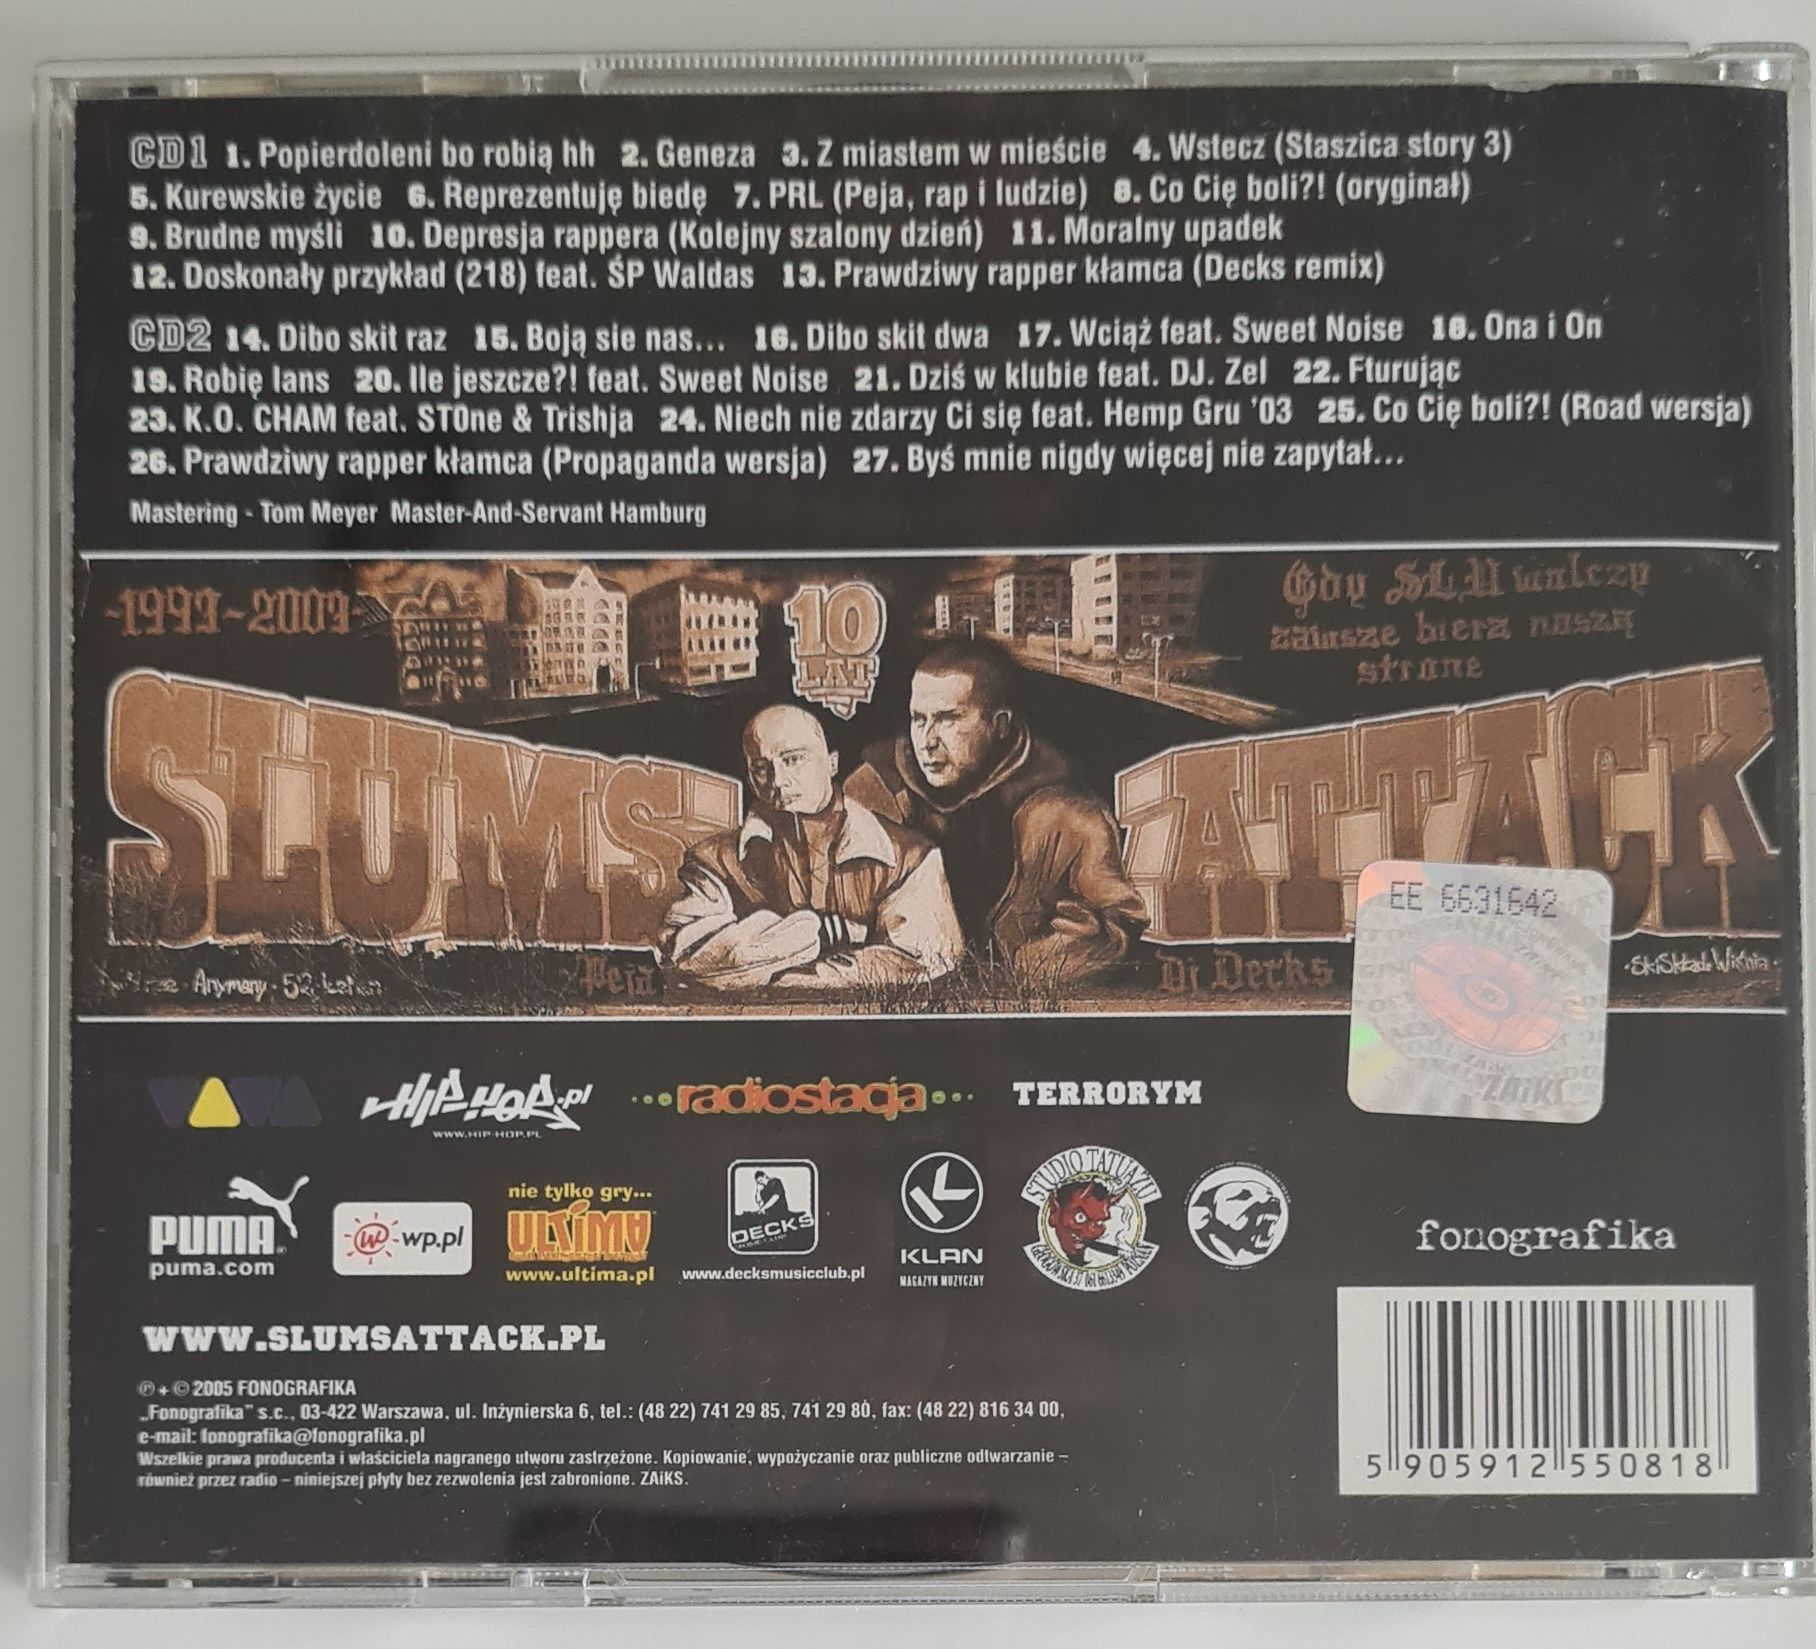 CD1 1. Popierdoleni bo robią hh 2. Geneza 3. Z miastem w mieście 4. Wstecz (Staszica story 3)
5. Kurewskie życie 6. Reprezentuję biedę 7. PRL (Peja, rap i ludzie) 8. Co Cię boli?! (oryginał)
9. Brudne myśli 10. Depresja rappera (Kolejny szalony dzień) 11. Moralny upadek
12. Doskonały przykład (218) feat. ŚP Waldas 13. Prawdziwy rapper kłamca (Decks remix)
CD2 14. Dibo skit raz 15. Boją sie nas... 16. Dibo skit dwa 17. Wciąż feat. Sweet Noise 18. Ona i On
19. Robię lans 20. Ile jeszcze?! feat. Sweet Noise 21. Dziś w klubie feat. DJ. Zel 22. Fturując
23. K.O. CHAM feat. STOne & Trishja 24. Niech nie zdarzy Ci się feat. Hemp Gru '03 25. Co Cię boli?! (Road wersja)
26. Prawdziwy rapper kłamca (Propaganda wersja) 27. Byś mnie nigdy więcej nie zapytał...
Mastering - Tom Meyer Master-And-Servant Hamburg
-1993-2003-
10
LAT
Gdy SLU walczy
zawsze bierz naszą
stronę
SLUMS ATTACK
EE 6631642
Anymany · 52
Peja
Dj Decks
SkiSkład · Wiśnia
ZAiKS
VIVA
HIP-HOP.pl
WWW.HIP-HOP.PL
radiostacja
TERRORYM
PUMA
puma.com
wp.pl
nie tylko gry...
ULTIMA
www.ultima.pl
DECKS
www.decksmusicclub.pl
KLAN
MAGAZYN MUZYCZNY
STUDIO TATUAŻU
fonografika
WWW.SLUMSATTACK.PL
℗ + © 2005 FONOGRAFIKA
„Fonografika" s.c., 03-422 Warszawa, ul. Inżynierska 6, tel.: (48 22) 741 29 85, 741 29 80, fax: (48 22) 816 34 00,
e-mail: fonografika@fonografika.pl
Wszelkie prawa producenta i właściciela nagranego utworu zastrzeżone. Kopiowanie, wypożyczanie oraz publiczne odtwarzanie –
również przez radio – niniejszej płyty bez zezwolenia jest zabronione. ZAiKS.
5 905912 550818